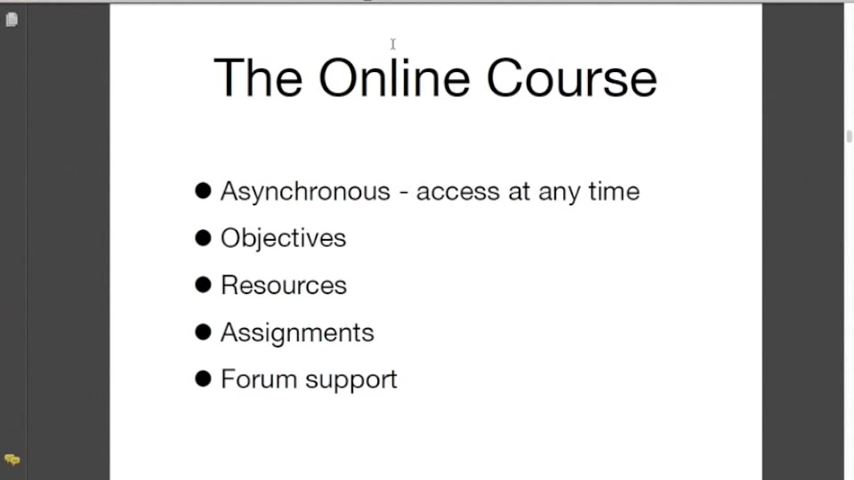 The Online Course
● Asynchronous - access at any time
● Objectives
● Resources
● Assignments
● Forum support